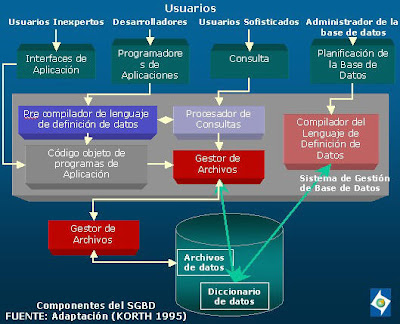 Usuarios
Usuarios Inexpertos
Desarrolladores
Usuarios Sofisticados
Administrador de la
base de datos
Interfaces de
Aplicación
Programadore
s de
Aplicaciones
Consulta
Planificación
de la Base de
Datos
Pre compilador de lenguaje
de definición de datos
Procesador de
Consultas
Compilador del
Lenguaje de
Definición de
Datos
Código objeto de
programas de
Aplicación
Gestor de
Archivos
Sistema de Gestión
de Base de Datos
Gestor de
Archivos
Archivos
de datos
Diccionario
de datos
Componentes del SGBD
FUENTE: Adaptación (KORTH 1995)